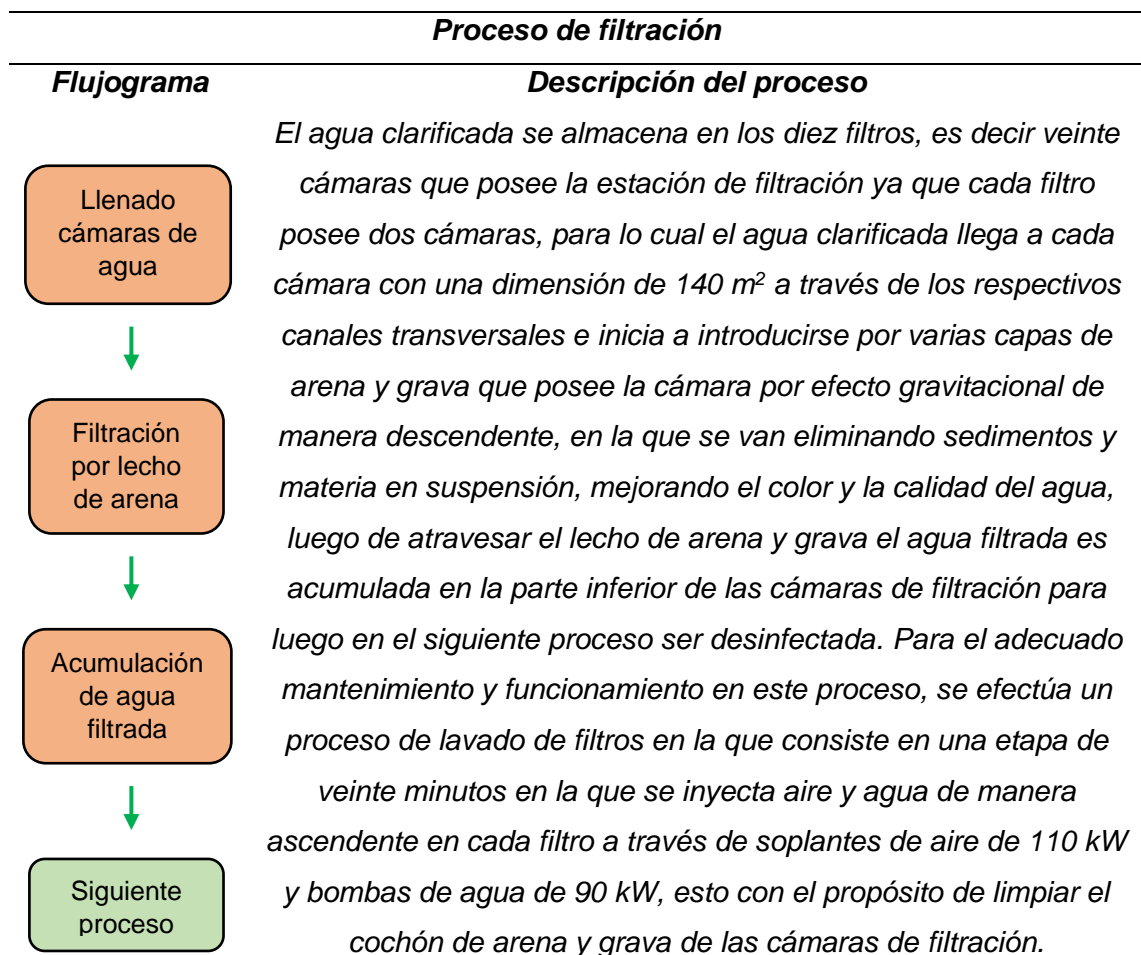 Proceso de filtración
Flujograma
Descripción del proceso
Llenado
cámaras de
agua
Filtración
por lecho
de arena
Acumulación
de agua
filtrada
Siguiente
proceso
El agua clarificada se almacena en los diez filtros, es decir veinte
cámaras que posee la estación de filtración ya que cada filtro
posee dos cámaras, para lo cual el agua clarificada llega a cada
cámara con una dimensión de 140 m² a través de los respectivos
canales transversales e inicia a introducirse por varias capas de
arena y grava que posee la cámara por efecto gravitacional de
manera descendente, en la que se van eliminando sedimentos y
materia en suspensión, mejorando el color y la calidad del agua,
luego de atravesar el lecho de arena y grava el agua filtrada es
acumulada en la parte inferior de las cámaras de filtración para
luego en el siguiente proceso ser desinfectada. Para el adecuado
mantenimiento y funcionamiento en este proceso, se efectúa un
proceso de lavado de filtros en la que consiste en una etapa de
veinte minutos en la que se inyecta aire y agua de manera
ascendente en cada filtro a través de soplantes de aire de 110 kW
y bombas de agua de 90 kW, esto con el propósito de limpiar el
cochón de arena y grava de las cámaras de filtración.